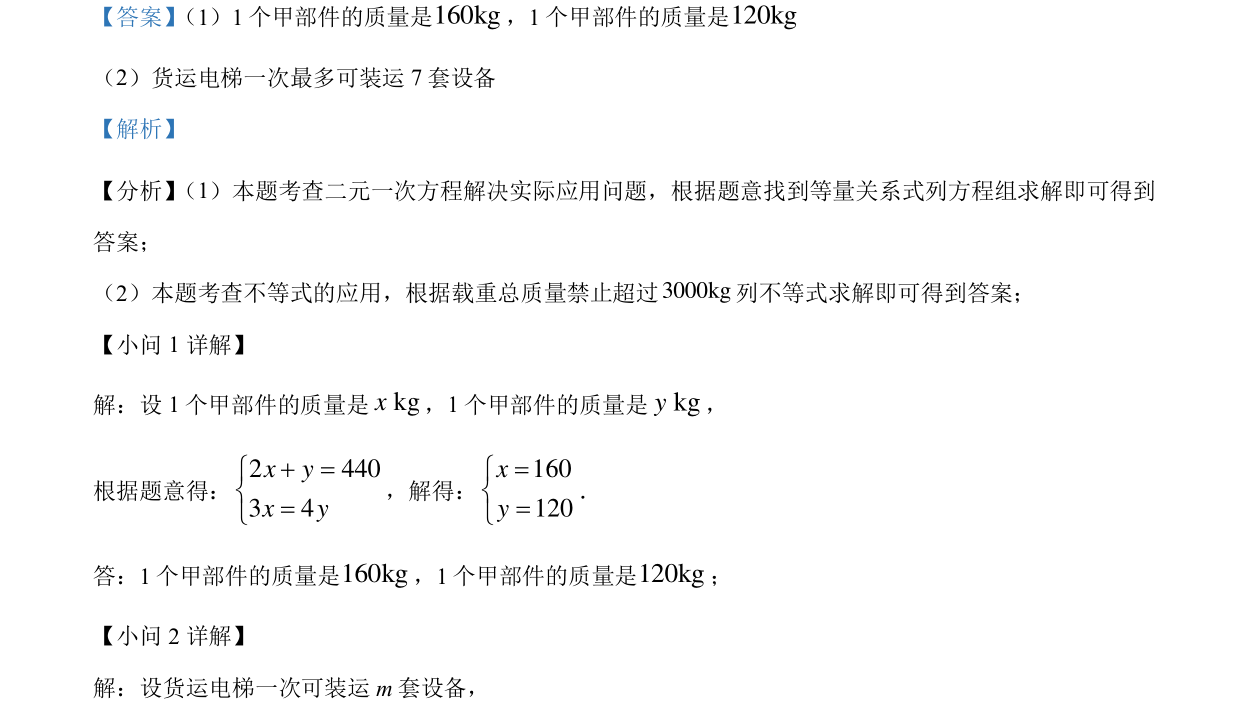 【答案】（1）1 个甲部件的质量是160kg，1 个甲部件的质量是120kg
（2）货运电梯一次最多可装运 7 套设备
【解析】
【分析】（1）本题考查二元一次方程解决实际应用问题，根据题意找到等量关系式列方程组求解即可得到
答案；
（2）本题考查不等式的应用，根据载重总质量禁止超过3000kg 列不等式求解即可得到答案；
【小问 1 详解】
解：设 1 个甲部件的质量是 x kg，1 个甲部件的质量是 y kg，
根据题意得：{2x + y = 440 3x = 4y，解得：{x = 160 y = 120．
答：1 个甲部件的质量是160kg，1 个甲部件的质量是120kg；
【小问 2 详解】
解：设货运电梯一次可装运 m 套设备，